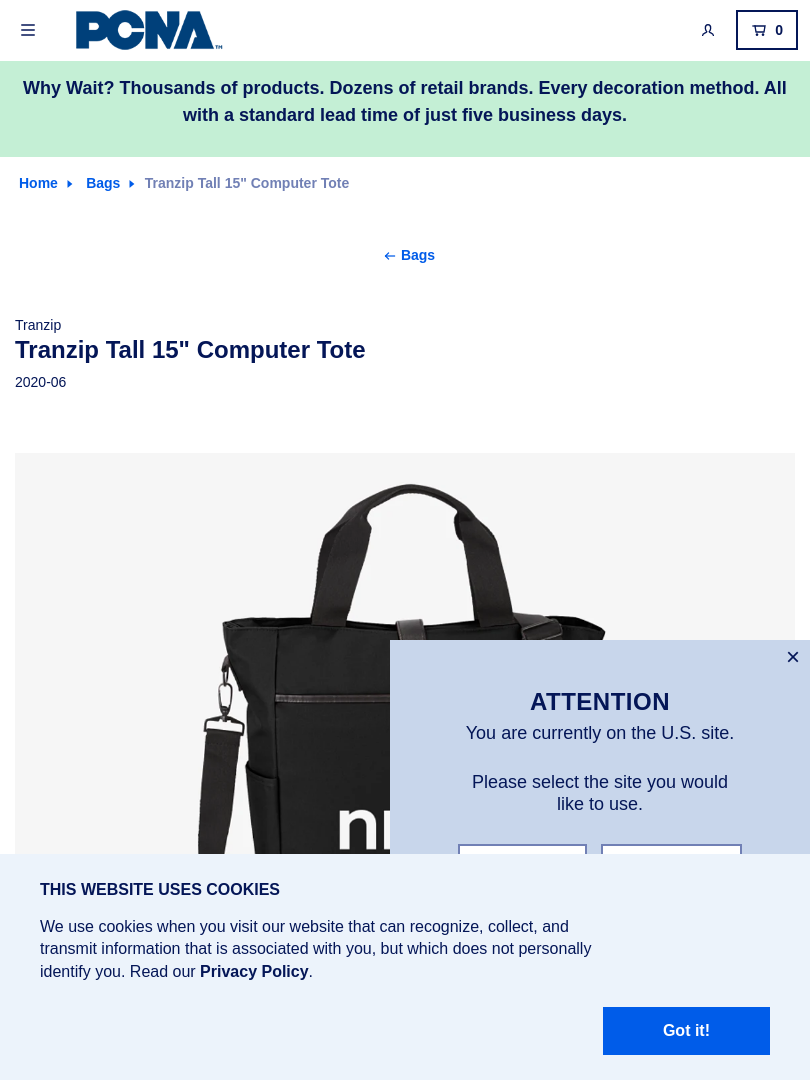 PCNA™
0
Why Wait? Thousands of products. Dozens of retail brands. Every decoration method. All
with a standard lead time of just five business days.
Home
Bags
Tranzip Tall 15" Computer Tote
Bags
Tranzip
Tranzip Tall 15" Computer Tote
2020-06
ATTENTION
You are currently on the U.S. site.
Please select the site you would
like to use.
THIS WEBSITE USES COOKIES
We use cookies when you visit our website that can recognize, collect, and
transmit information that is associated with you, but which does not personally
identify you. Read our Privacy Policy.
Got it!